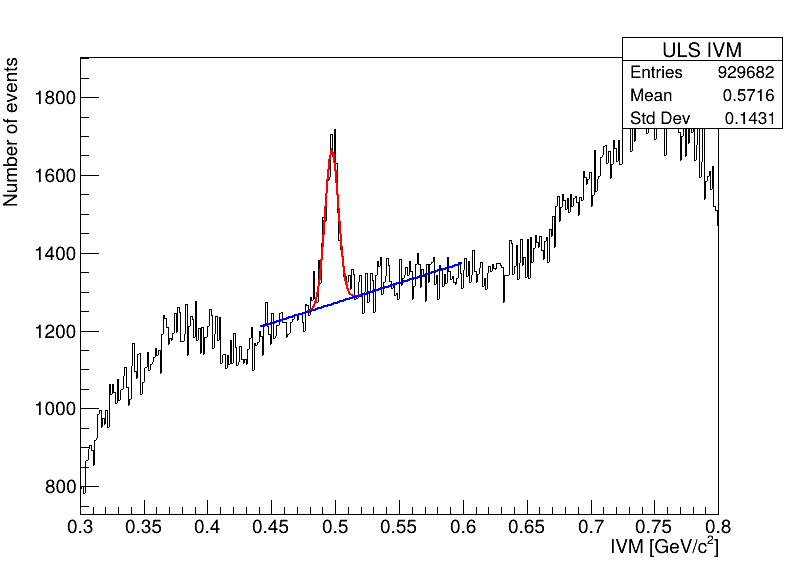 ULS IVM
Entries 929682
Mean 0.5716
Std Dev 0.1431
Number of events
1800
1600
1400
1200
1000
800
0.3 0.35 0.4 0.45 0.5 0.55 0.6 0.65 0.7 0.75 0.8
IVM [GeV/c²]